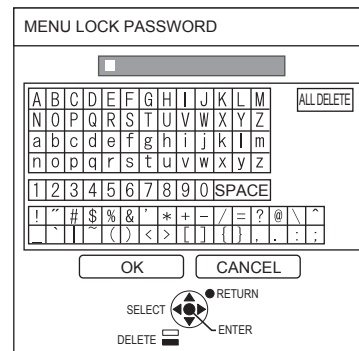 MENU LOCK PASSWORD
A B C D E F G H I J K L M ALL DELETE
N O P Q R S T U V W X Y Z
a b c d e f g h i j k l m
n o p q r s t u v w x y z
1 2 3 4 5 6 7 8 9 0 SPACE
! ˝ # $ % & ' * + - / = ? @ \ ^
_ ` | ~ ( ) < > [ ] { } , . : ;
OK CANCEL
RETURN
SELECT
ENTER
DELETE